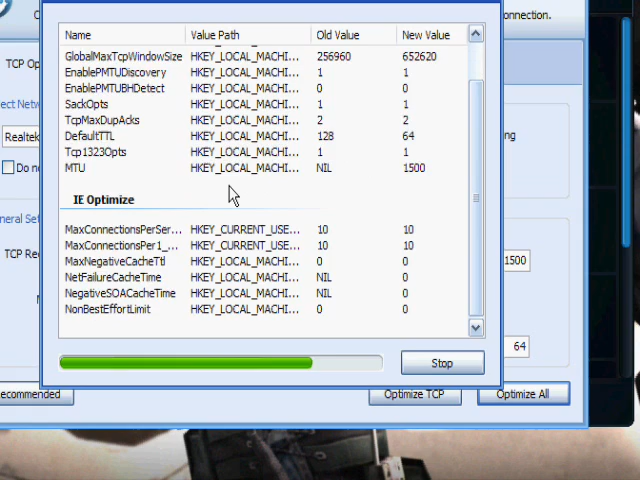 C
onnection.
Name Value Path Old Value New Value
GlobalMaxTcpWindowSize HKEY_LOCAL_MACHI... 256960 652620
TCP Op
EnablePMTUDiscovery HKEY_LOCAL_MACHI... 1 1
EnablePMTUBHDetect HKEY_LOCAL_MACHI... 0 0
ect Netw
SackOpts HKEY_LOCAL_MACHI... 1 1
TcpMaxDupAcks HKEY_LOCAL_MACHI... 2 2
Realtek
DefaultTTL HKEY_LOCAL_MACHI... 128 64
ng
Tcp1323Opts HKEY_LOCAL_MACHI... 1 1
Do no
MTU HKEY_LOCAL_MACHI... NIL 1500
IE Optimize
neral Set
MaxConnectionsPerSer... HKEY_CURRENT_USE... 10 10
MaxConnectionsPer1_... HKEY_CURRENT_USE... 10 10
TCP Rec
MaxNegativeCacheTtl HKEY_LOCAL_MACHI... 0 0
1500
NetFailureCacheTime HKEY_LOCAL_MACHI... NIL 0
NegativeSOACacheTime HKEY_LOCAL_MACHI... NIL 0
NonBestEffortLimit HKEY_LOCAL_MACHI... 0 0
64
Stop
ecommended
Optimize TCP
Optimize All